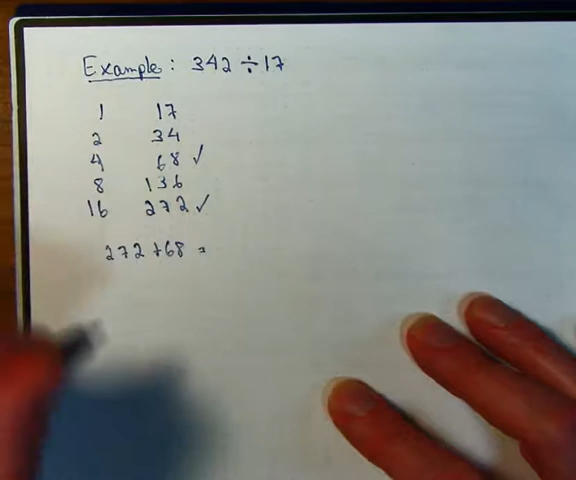 Example: 342 ÷ 17
1 17
2 34
4 68 ✓
8 136
16 272 ✓
272 + 68 =